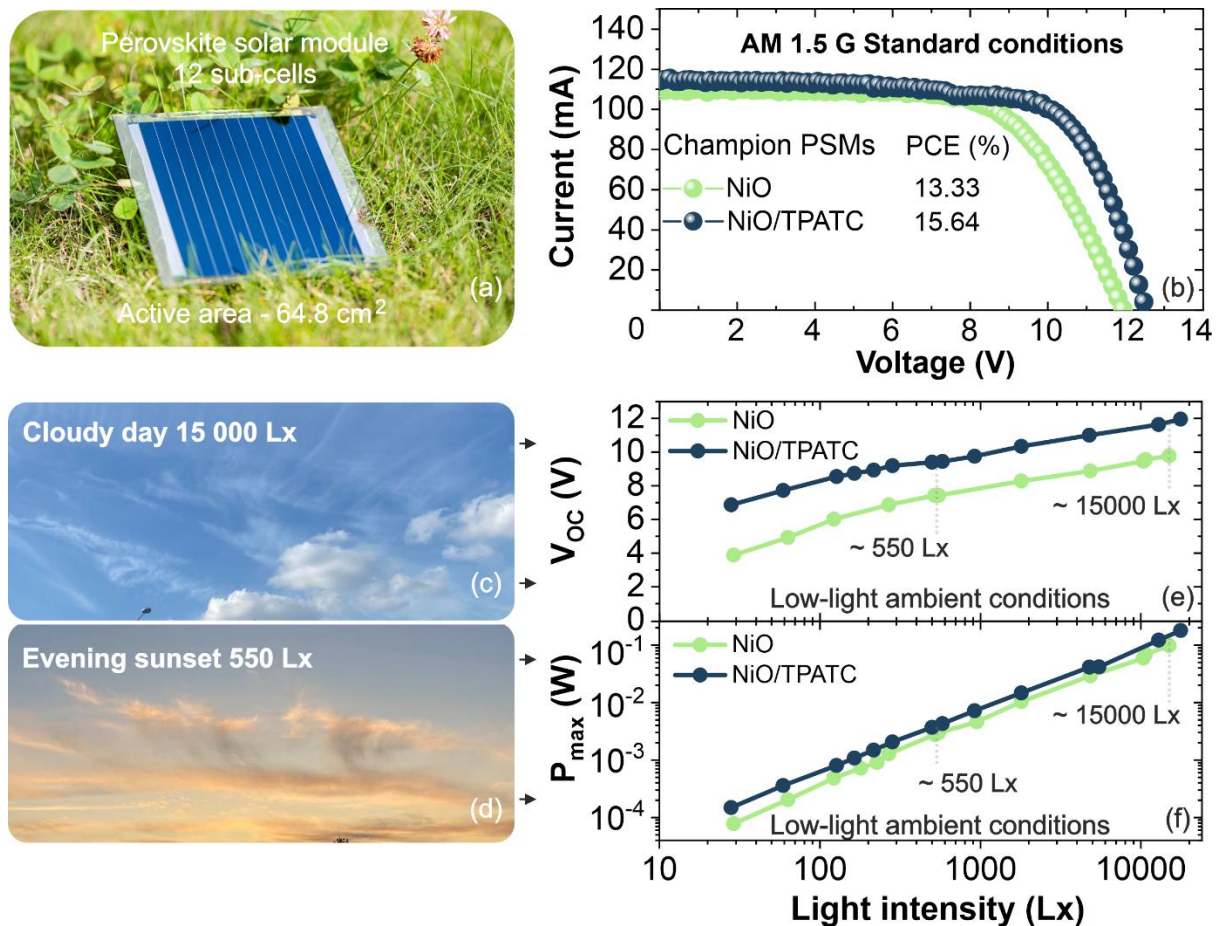 Perovskite solar module
12 sub-cells
(a)
Active area - 64.8 cm²
Current (mA)
140
120
100
80
60
40
20
0
AM 1.5 G Standard conditions
Champion PSMs PCE (%)
NiO 13.33
NiO/TPATC 15.64
(b)
2 4 6 8 10 12 14
Voltage (V)
Cloudy day 15 000 Lx
(c)
Evening sunset 550 Lx
(d)
V_OC (V)
12
10
8
6
4
2
0
NiO
NiO/TPATC
~ 15000 Lx
~ 550 Lx
Low-light ambient conditions (e)
P_max (W)
10⁻¹
10⁻²
10⁻³
10⁻⁴
NiO
NiO/TPATC
~ 15000 Lx
~ 550 Lx
Low-light ambient conditions (f)
10 100 1000 10000
Light intensity (Lx)